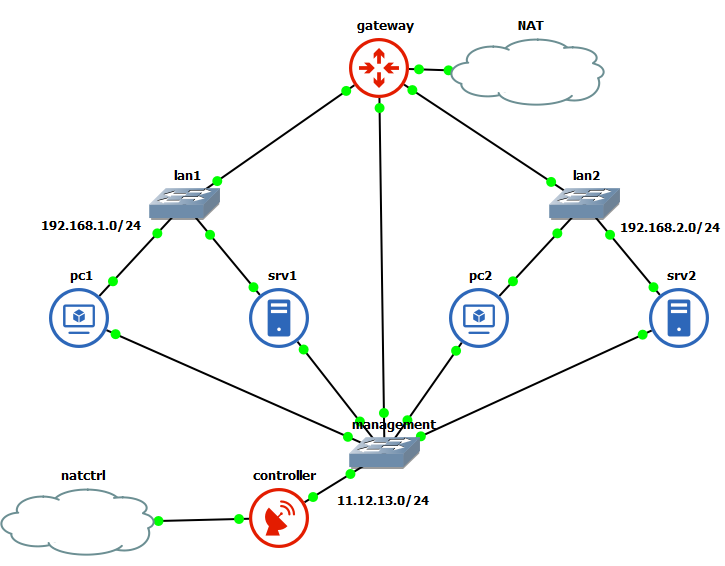 gateway
NAT
lan1
lan2
192.168.1.0/24
192.168.2.0/24
pc1
srv1
pc2
srv2
management
natctrl
controller
11.12.13.0/24